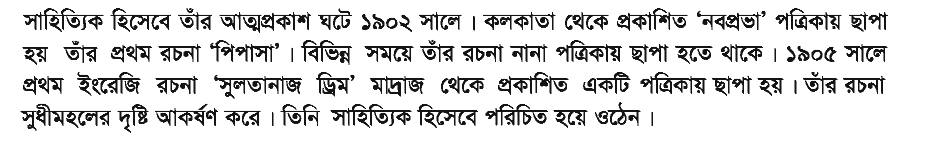 সাহিত্যিক হিসেবে তাঁর আত্মপ্রকাশ ঘটে ১৯০২ সালে। কলকাতা থেকে প্রকাশিত ‘নবপ্রভা’ পত্রিকায় ছাপা
হয় তাঁর প্রথম রচনা ‘পিপাসা’। বিভিন্ন সময়ে তাঁর রচনা নানা পত্রিকায় ছাপা হতে থাকে। ১৯০৫ সালে
প্রথম ইংরেজি রচনা ‘সুলতানাজ ড্রিম’ মাদ্রাজ থেকে প্রকাশিত একটি পত্রিকায় ছাপা হয়। তাঁর রচনা
সুধীমহলের দৃষ্টি আকর্ষণ করে। তিনি সাহিত্যিক হিসেবে পরিচিত হয়ে ওঠেন।